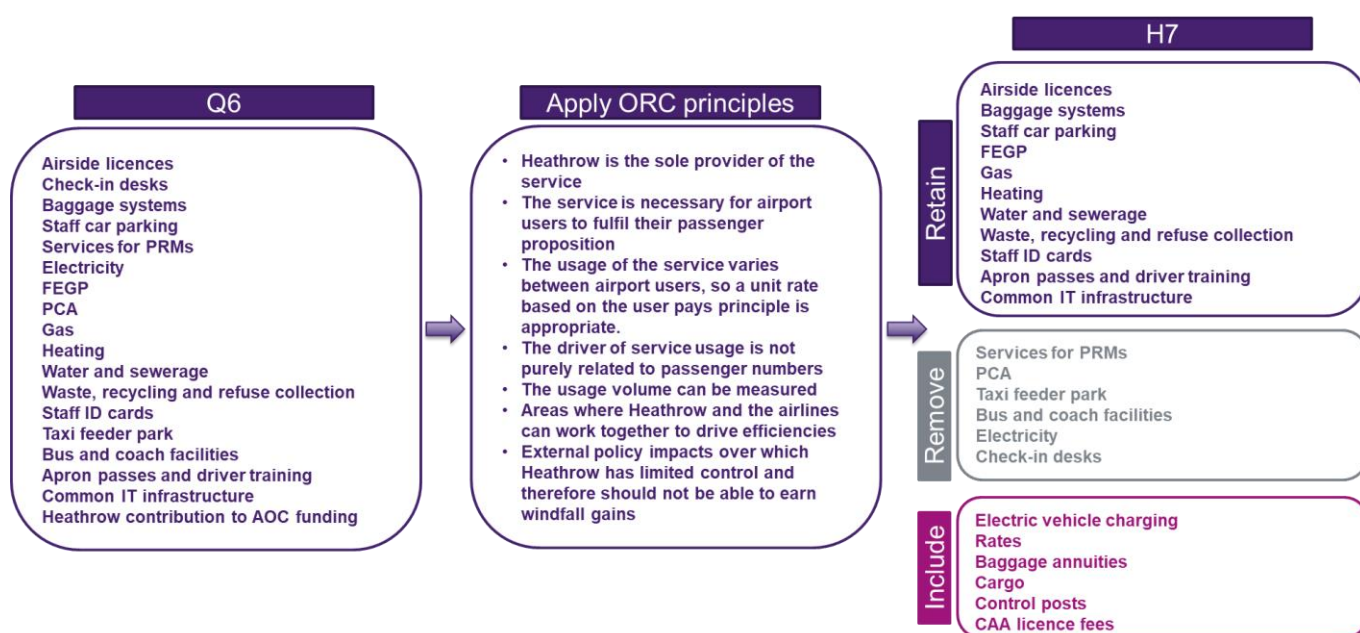 Q6
Airside licences
Check-in desks
Baggage systems
Staff car parking
Services for PRMs
Electricity
FEGP
PCA
Gas
Heating
Water and sewerage
Waste, recycling and refuse collection
Staff ID cards
Taxi feeder park
Bus and coach facilities
Apron passes and driver training
Common IT infrastructure
Heathrow contribution to AOC funding
Apply ORC principles
• Heathrow is the sole provider of the
service
• The service is necessary for airport
users to fulfil their passenger
proposition
• The usage of the service varies
between airport users, so a unit rate
based on the user pays principle is
appropriate.
• The driver of service usage is not
purely related to passenger numbers
• The usage volume can be measured
• Areas where Heathrow and the airlines
can work together to drive efficiencies
• External policy impacts over which
Heathrow has limited control and
therefore should not be able to earn
windfall gains
H7
Retain
Airside licences
Baggage systems
Staff car parking
FEGP
Gas
Heating
Water and sewerage
Waste, recycling and refuse collection
Staff ID cards
Apron passes and driver training
Common IT infrastructure
Remove
Services for PRMs
PCA
Taxi feeder park
Bus and coach facilities
Electricity
Check-in desks
Include
Electric vehicle charging
Rates
Baggage annuities
Cargo
Control posts
CAA licence fees